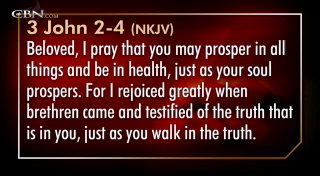 CBN.COM
3 John 2-4 (NKJV)
Beloved, I pray that you may prosper in all
things and be in health, just as your soul
prospers. For I rejoiced greatly when
brethren came and testified of the truth that
is in you, just as you walk in the truth.